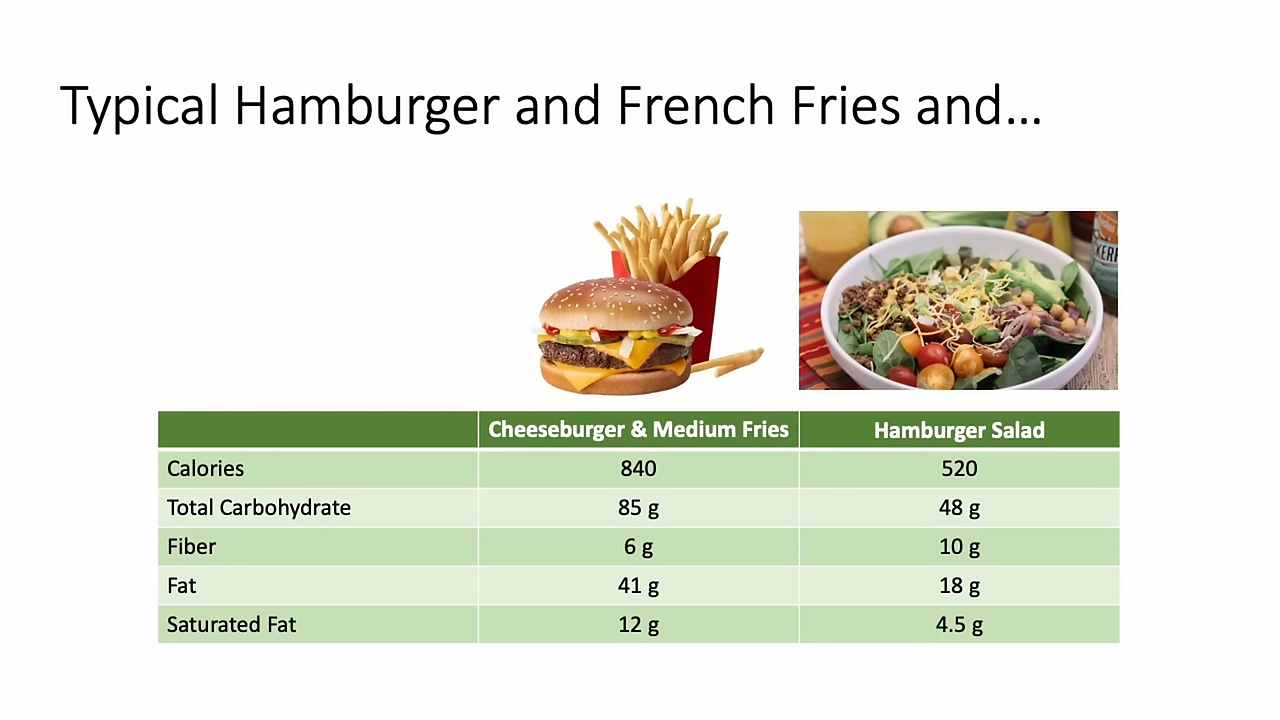 Typical Hamburger and French Fries and...
KERR
Cheeseburger & Medium Fries Hamburger Salad
Calories 840 520
Total Carbohydrate 85 g 48 g
Fiber 6 g 10 g
Fat 41 g 18 g
Saturated Fat 12 g 4.5 g